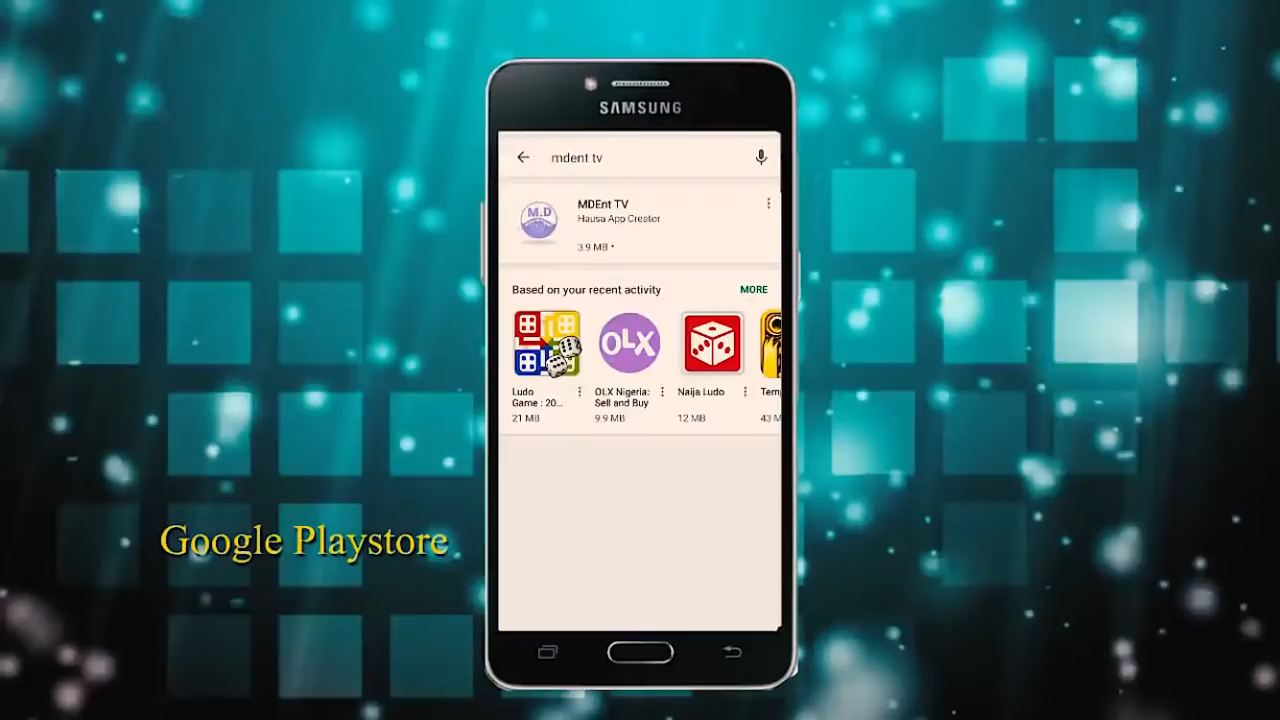 SAMSUNG
mdent tv
M.D
MDEnt TV
Hausa App Creator
3.9 MB •
Based on your recent activity
MORE
OLX
Ludo
Game : 20...
21 MB
OLX Nigeria:
Sell and Buy
9.9 MB
Naija Ludo
12 MB
Tem
43 M
Google Playstore